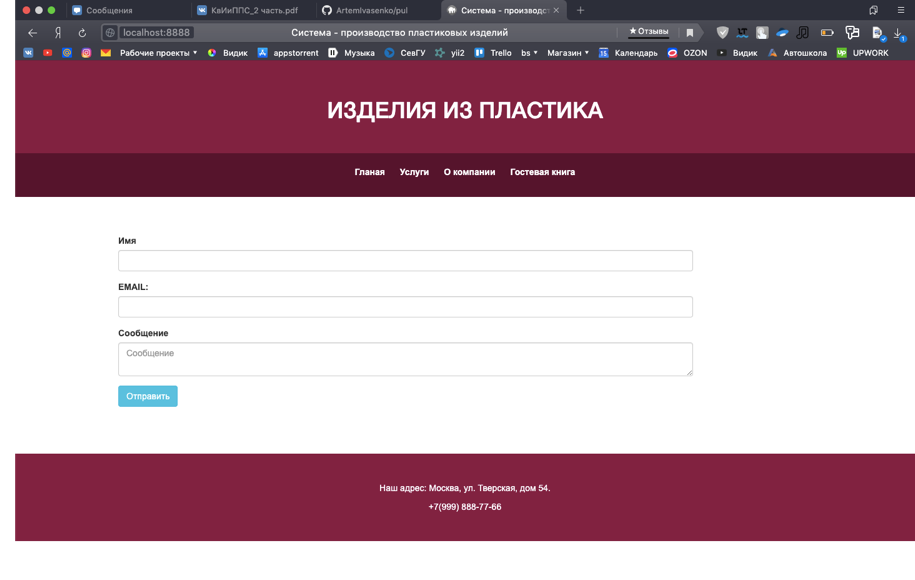 Сообщения
КвИиППС_2 часть.pdf
ArtemIvasenko/pul
Система - производст
localhost:8888
Система - производство пластиковых изделий
★ Отзывы
Рабочие проекты
Видик
appstorrent
Музыка
СевГУ
yii2
Trello
bs
Магазин
Календарь
OZON
Видик
Автошкола
UPWORK
ИЗДЕЛИЯ ИЗ ПЛАСТИКА
Гланая Услуги О компании Гостевая книга
Имя
EMAIL:
Сообщение
Сообщение
Отправить
Наш адрес: Москва, ул. Тверская, дом 54.
+7(999) 888-77-66